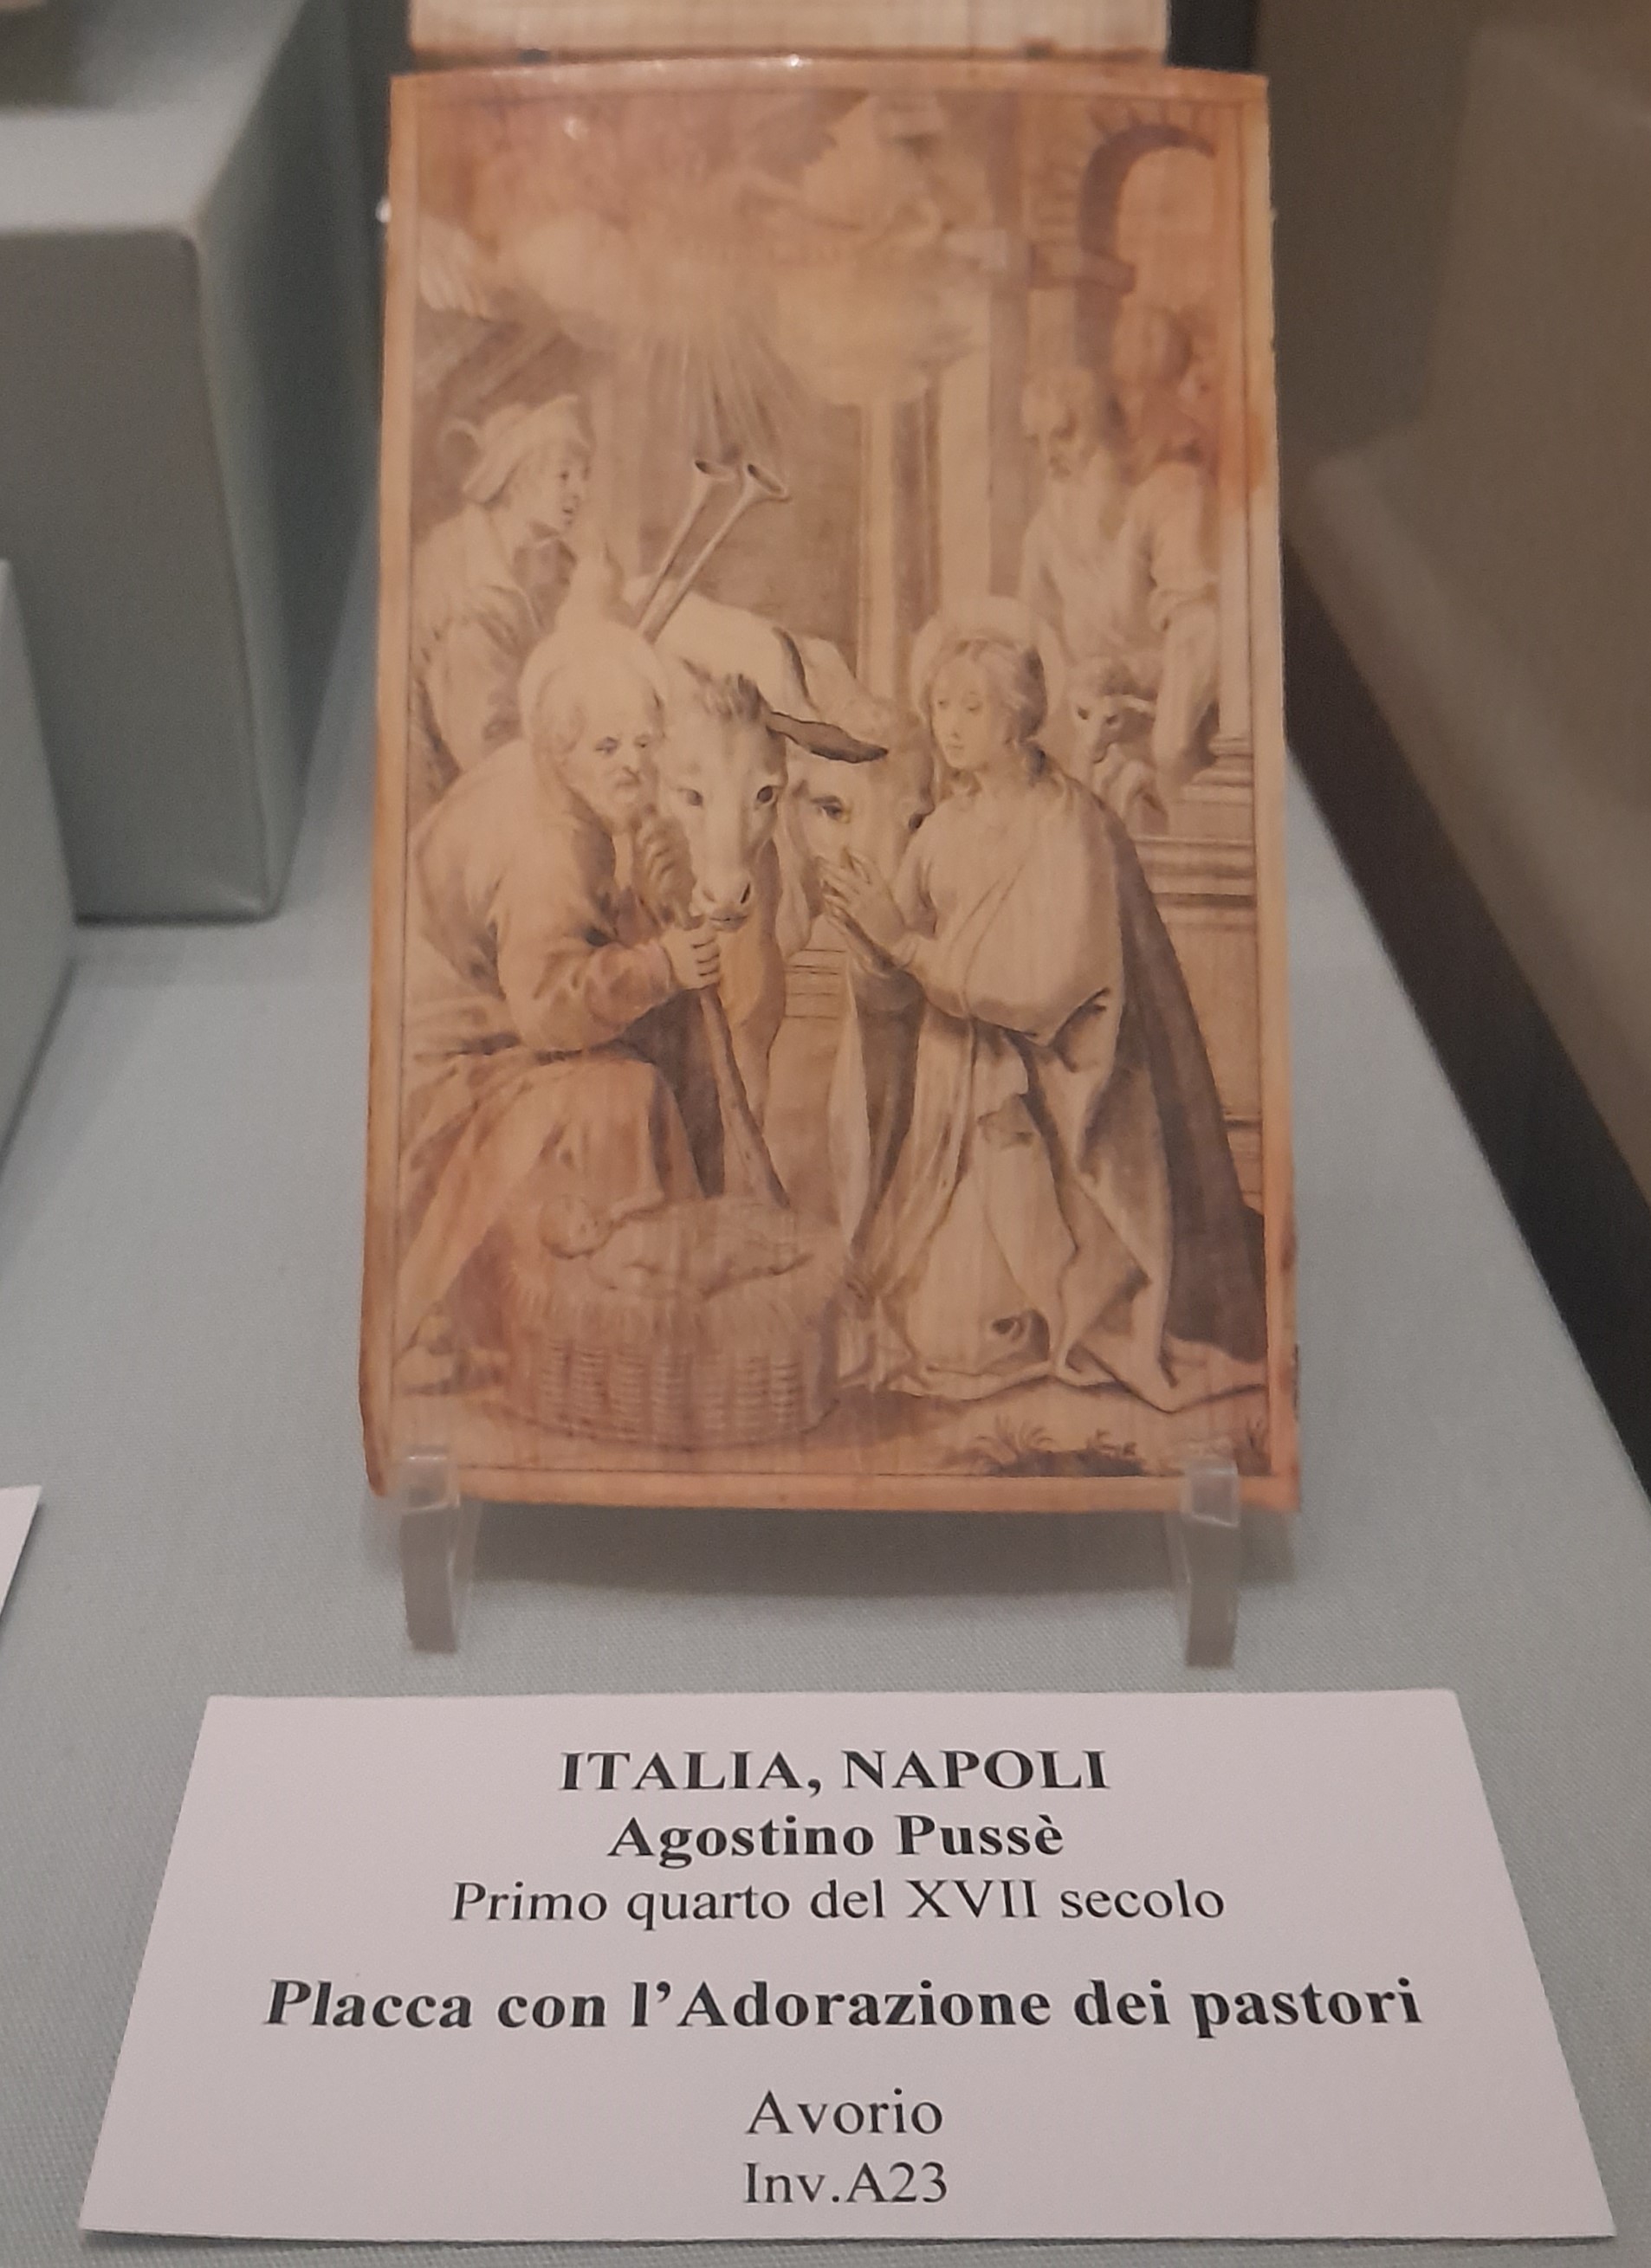 ITALIA, NAPOLI
Agostino Pussè
Primo quarto del XVII secolo
Placca con l'Adorazione dei pastori
Avorio
Inv.A23